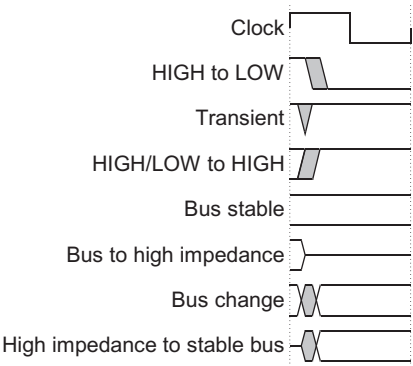 Clock
HIGH to LOW
Transient
HIGH/LOW to HIGH
Bus stable
Bus to high impedance
Bus change
High impedance to stable bus